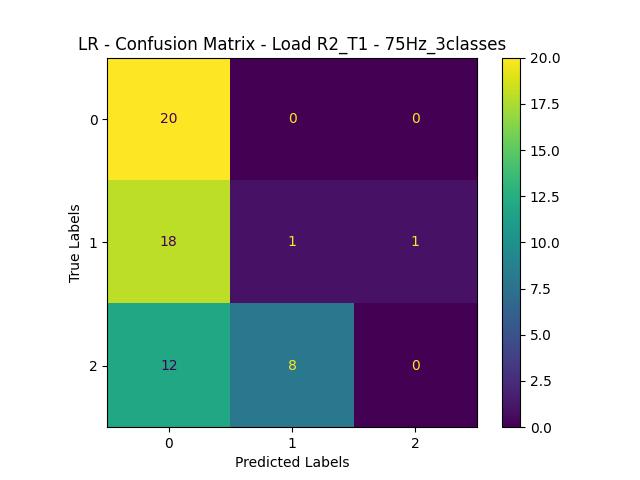 LR - Confusion Matrix - Load R2_T1 - 75Hz_3classes
True Labels
0 20 0 0
1 18 1 1
2 12 8 0
0 1 2
Predicted Labels
20.0
17.5
15.0
12.5
10.0
7.5
5.0
2.5
0.0